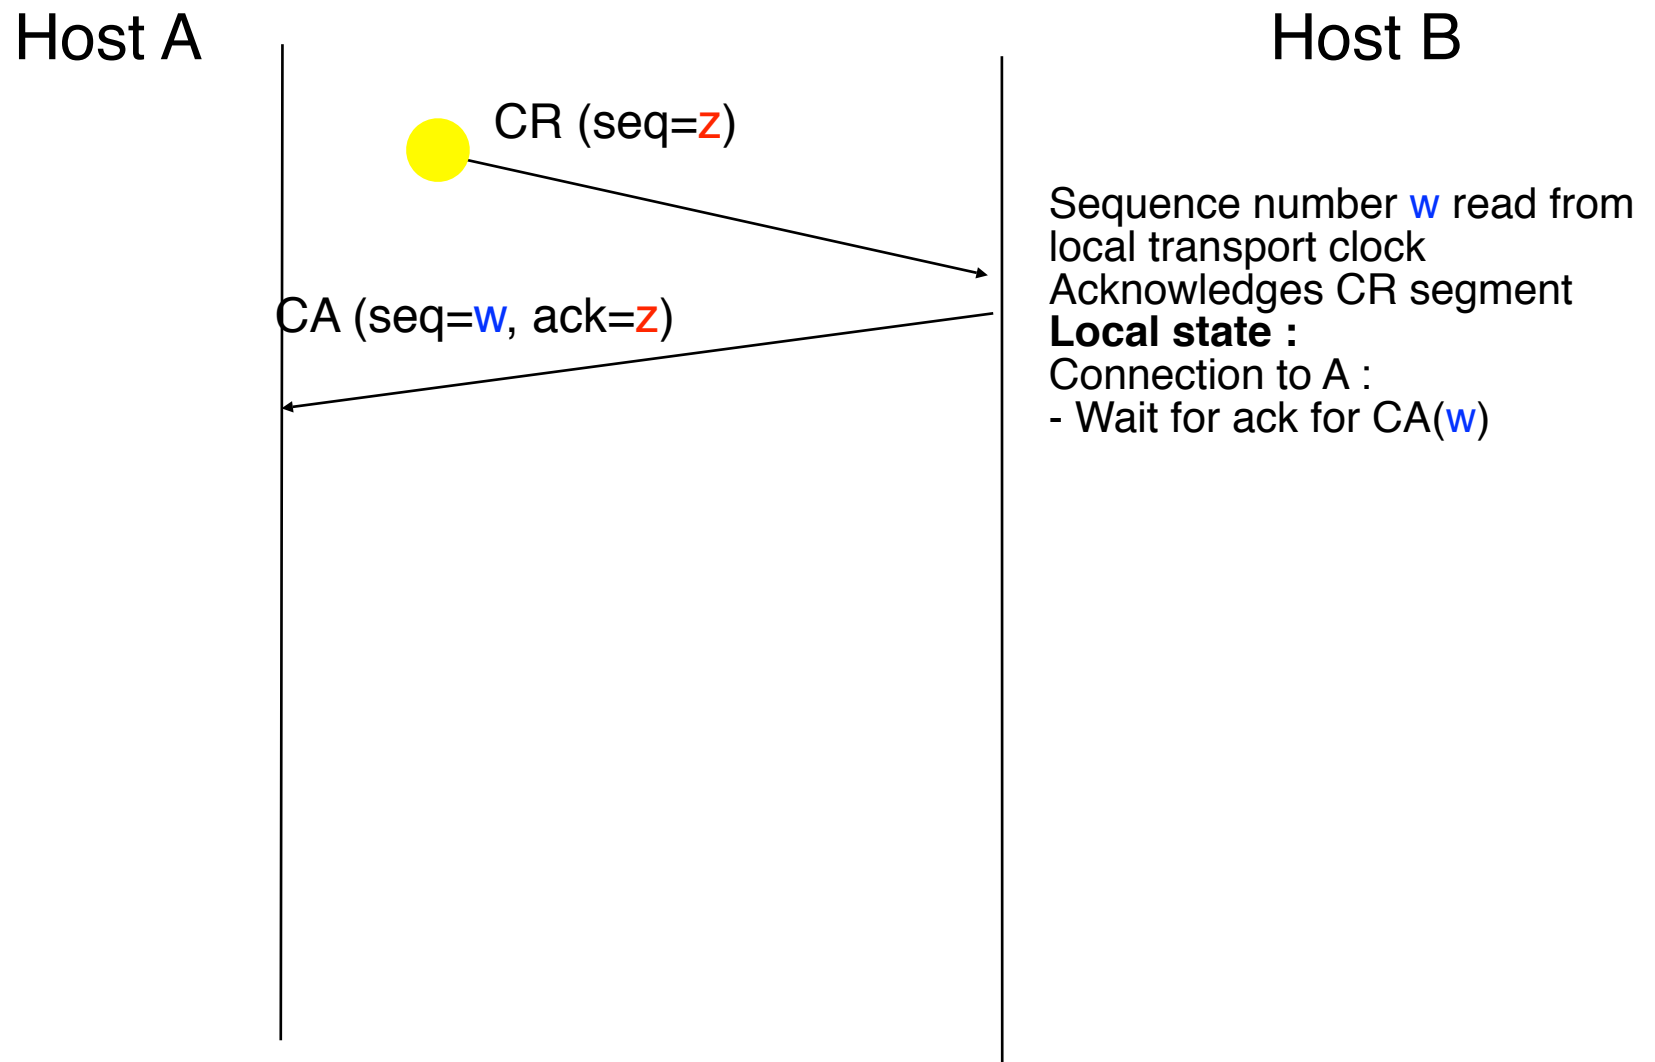 Host A
Host B
CR (seq=z)
Sequence number w read from
local transport clock
Acknowledges CR segment
CA (seq=w, ack=z)
Local state :
Connection to A :
- Wait for ack for CA(w)